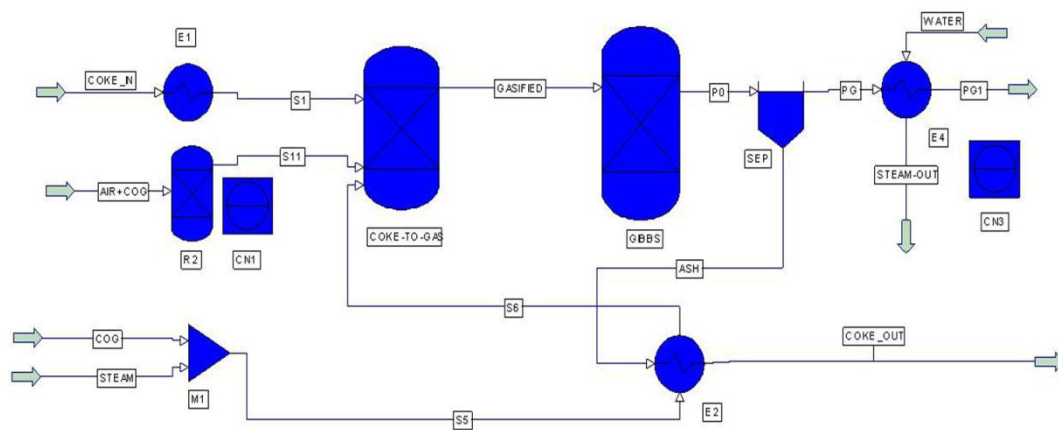 WATER
E1
COKE_IN
S1
GASIFIED
P0
PG
PG1
SEP
E4
S11
STEAM-OUT
AIR+COG
R2
CN1
COKE-TO-GAS
GIBBS
CN3
ASH
S6
COG
STEAM
M1
COKE_OUT
S5
E2